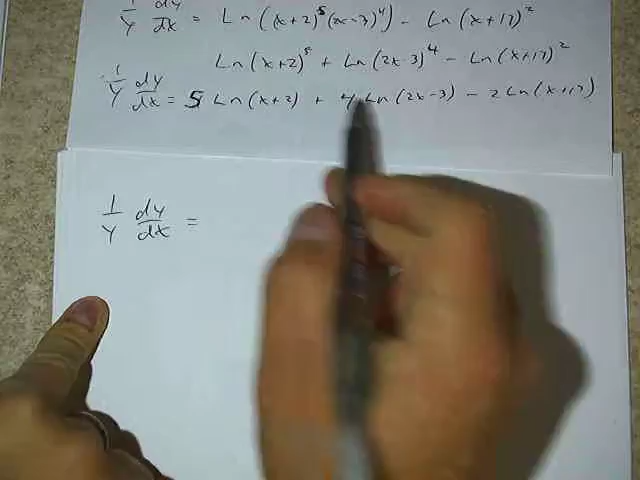 1/Y dy/dx = Ln((x+2)⁵(2x-3)⁴) - Ln(x+17)²
Ln(x+2)⁵ + Ln(2x-3)⁴ - Ln(x+17)²
1/Y dy/dx = 5 Ln(x+2) + 4 Ln(2x-3) - 2 Ln(x+17)
1/Y dy/dx =